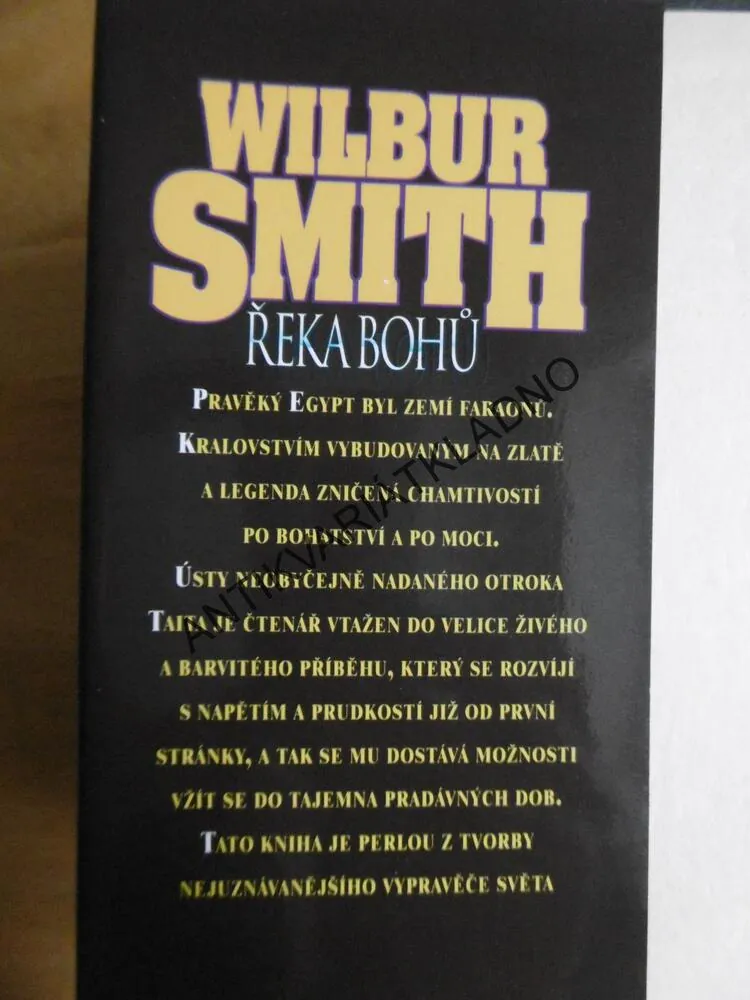 WILBUR
SMITH
ŘEKA BOHŮ
PRAVĚKÝ EGYPT BYL ZEMÍ FARAONŮ.
KRALOVSTVÍM VYBUDOVANYM NA ZLATĚ
A LEGENDA ZNIČENÁ CHAMTIVOSTÍ
PO BOHATSTVÍ A PO MOCI.
ÚSTY NEOBYČEJNĚ NADANÉHO OTROKA
TAITA JE ČTENÁŘ VTAŽEN DO VELICE ŽIVÉHO
A BARVITÉHO PŘÍBĚHU, KTERÝ SE ROZVÍJÍ
S NAPĚTÍM A PRUDKOSTÍ JIŽ OD PRVNÍ
STRÁNKY, A TAK SE MU DOSTÁVÁ MOŽNOSTI
VŽÍT SE DO TAJEMNA PRADÁVNÝCH DOB.
TATO KNIHA JE PERLOU Z TVORBY
NEJUZNÁVANĚJŠÍHO VYPRAVĚČE SVĚTA
ANTIKVARIÁTKLADNO